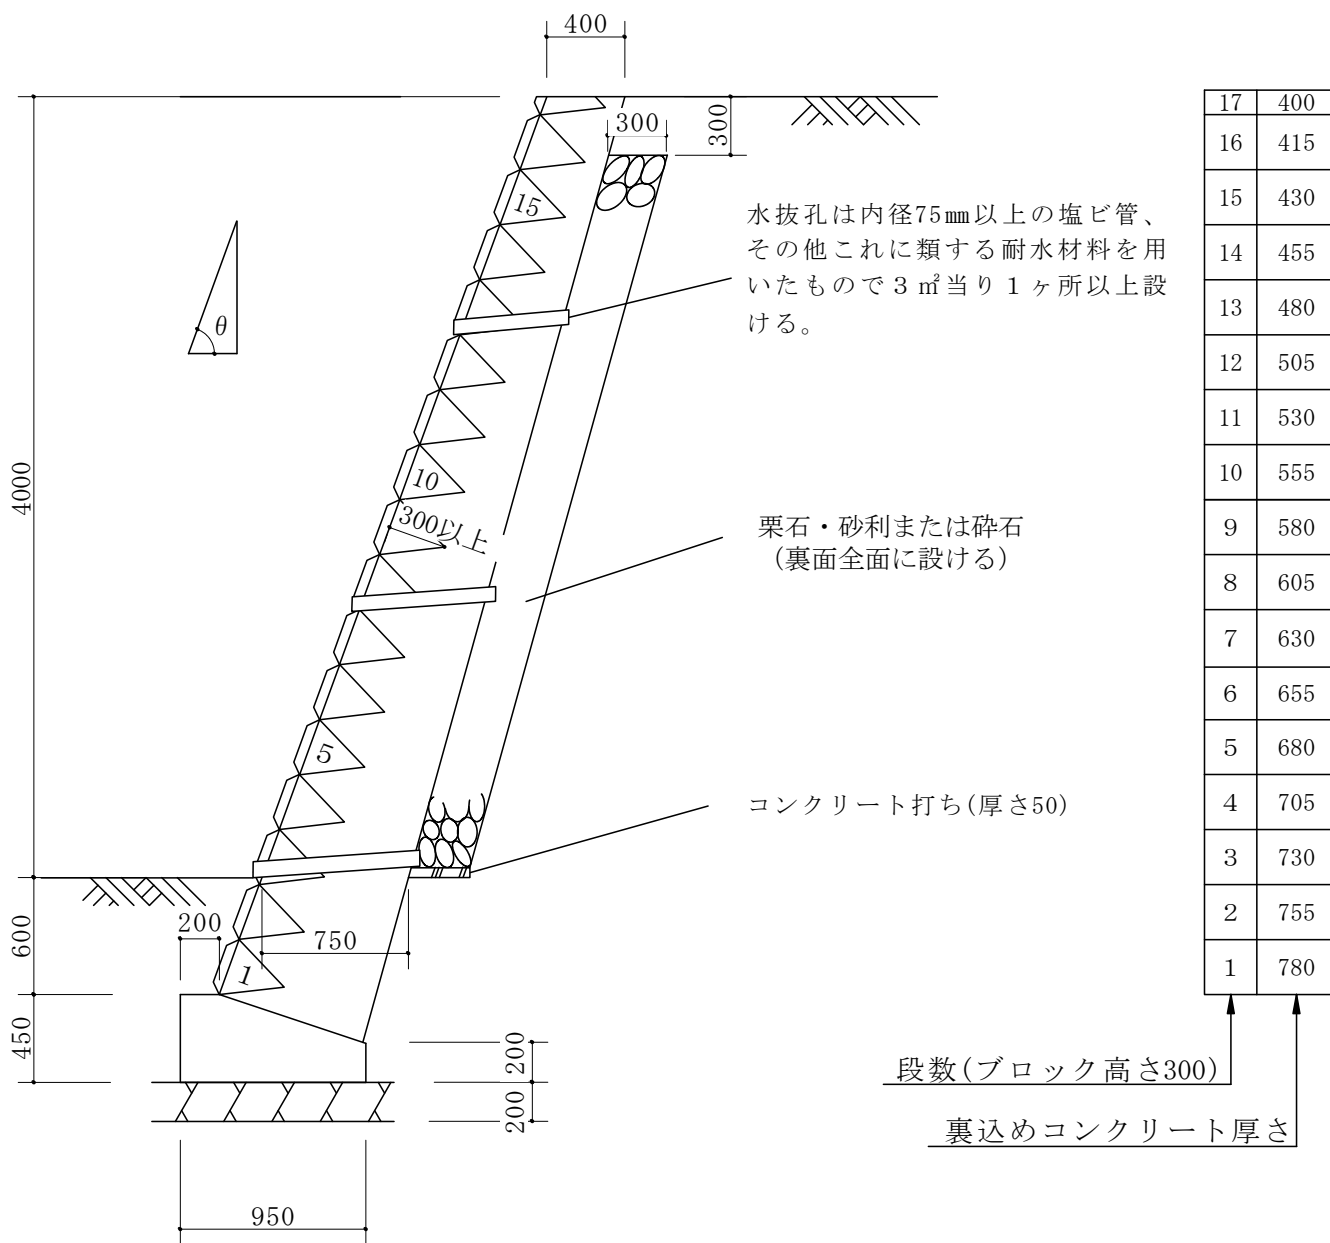 400
300
300
17 400
16 415
15 430
14 455
13 480
12 505
11 530
10 555
9 580
8 605
7 630
6 655
5 680
4 705
3 730
2 755
1 780
15
水抜孔は内径75㎜以上の塩ビ管、
その他これに類する耐水材料を用
いたもので３㎡当り１ヶ所以上設
ける。
θ
4000
10
300以上
栗石・砂利または砕石
(裏面全面に設ける)
5
コンクリート打ち(厚さ50)
600
200
750
1
450
200
200
950
段数(ブロック高さ300)
裏込めコンクリート厚さ